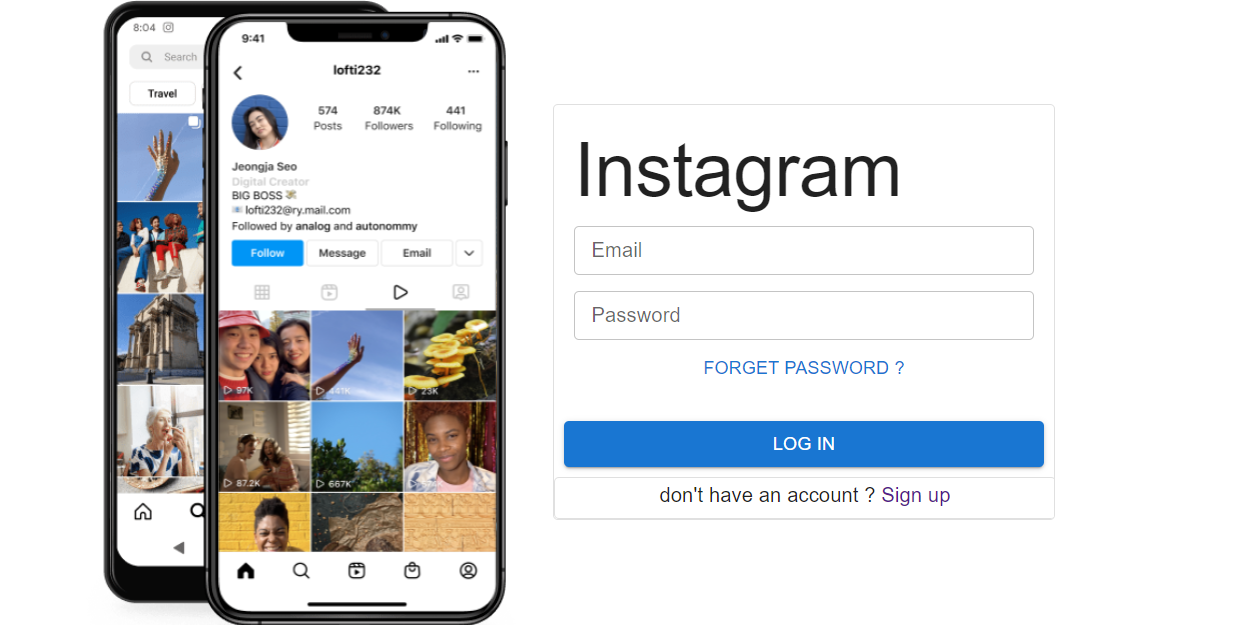 8:04
Search
Travel
9:41
lofti232
574 874K 441
Posts Followers Following
Jeongja Seo
Digital Creator
BIG BOSS
lofti232@ry.mail.com
Followed by analog and autonommy
Follow Message Email
97K 441K 23K
87.2K 667K
Instagram
Email
Password
FORGET PASSWORD ?
LOG IN
don't have an account ? Sign up